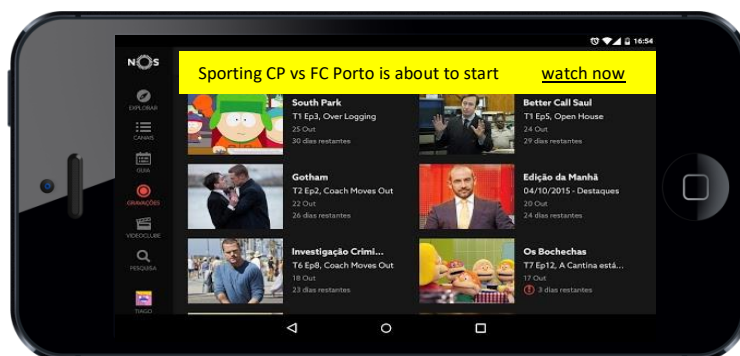 16:54
NOS
Sporting CP vs FC Porto is about to start watch now
EXPLORAR
CANAIS
GUIA
GRAVAÇÕES
VIDEOCLUBE
PESQUISA
TIAGO
South Park
T1 Ep3, Over Logging
25 Out
30 dias restantes
Better Call Saul
T1 Ep5, Open House
24 Out
29 dias restantes
Gotham
T2 Ep2, Coach Moves Out
22 Out
26 dias restantes
Edição da Manhã
04/10/2015 - Destaques
20 Out
24 dias restantes
Investigação Crimi...
T6 Ep8, Coach Moves Out
18 Out
23 dias restantes
Os Bochechas
T7 Ep12, A Cantina está...
17 Out
3 dias restantes